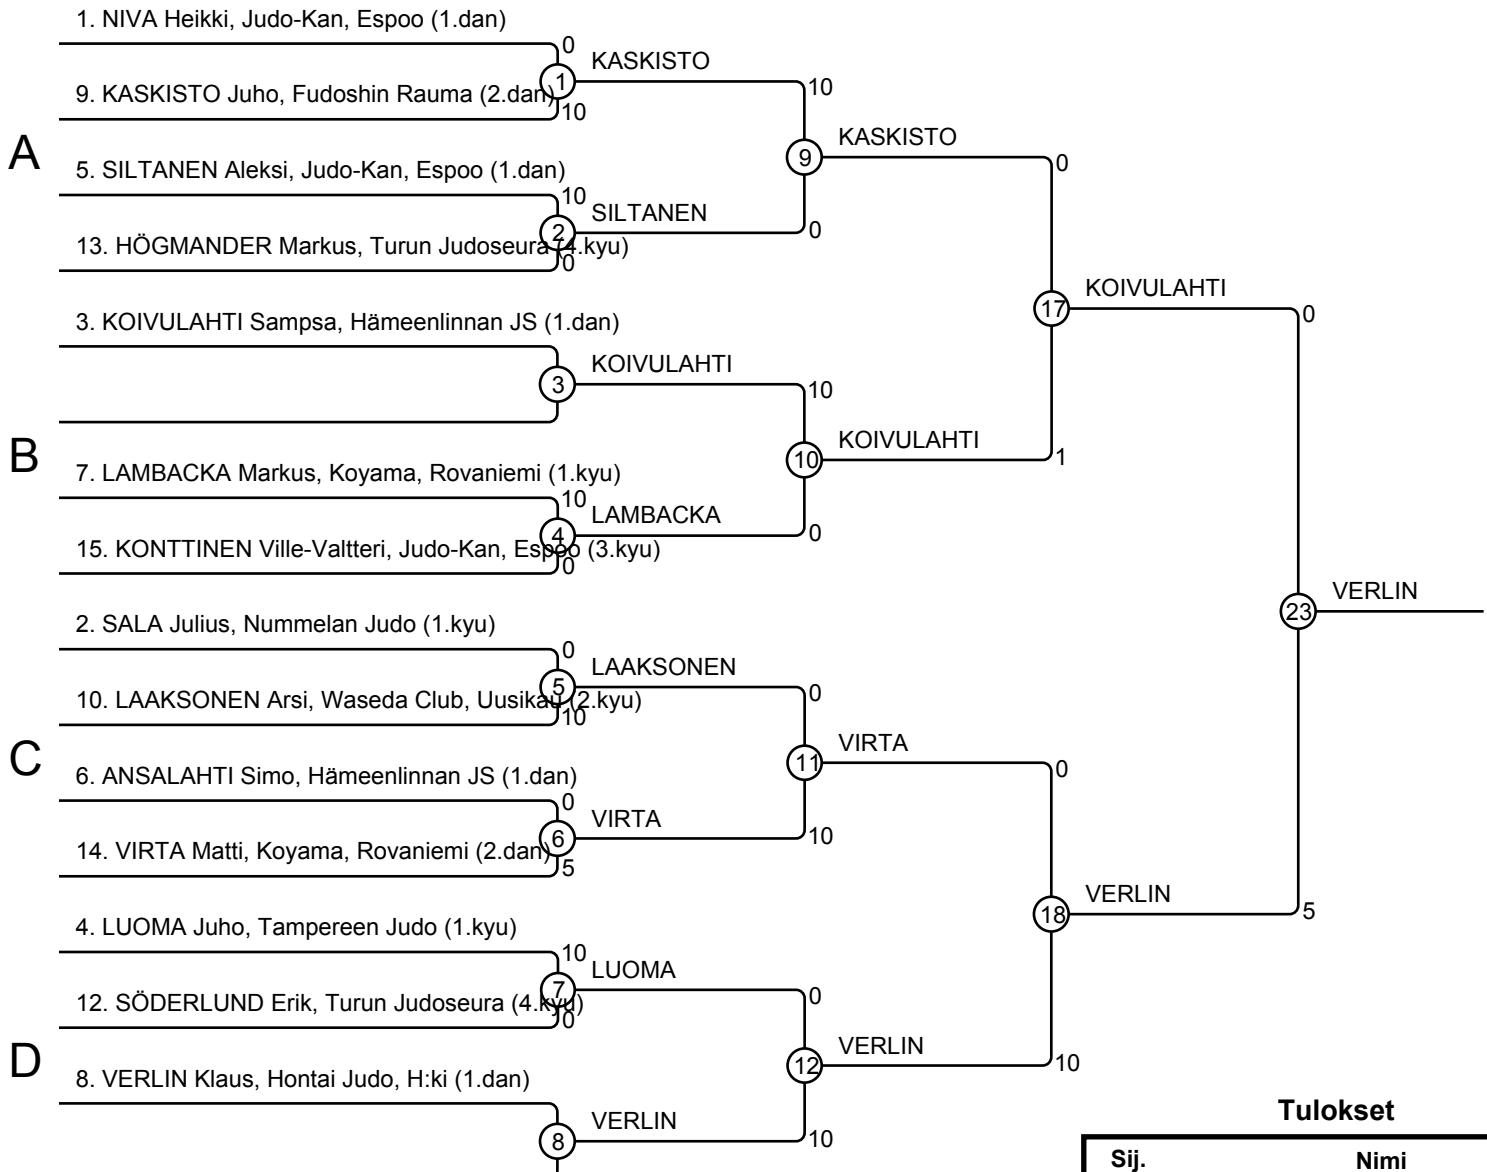 1. NIVA Heikki, Judo-Kan, Espoo (1.dan)
0
1
KASKISTO
9. KASKISTO Juho, Fudoshin Rauma (2.dan)
10
10
A
9
KASKISTO
5. SILTANEN Aleksi, Judo-Kan, Espoo (1.dan)
10
0
2
SILTANEN
0
13. HÖGMANDER Markus, Turun Judoseura (4.kyu)
0
17
KOIVULAHTI
0
3. KOIVULAHTI Sampsa, Hämeenlinnan JS (1.dan)
3
KOIVULAHTI
10
B
10
KOIVULAHTI
1
7. LAMBACKA Markus, Koyama, Rovaniemi (1.kyu)
10
4
LAMBACKA
0
15. KONTTINEN Ville-Valtteri, Judo-Kan, Espoo (3.kyu)
0
23
VERLIN
2. SALA Julius, Nummelan Judo (1.kyu)
0
5
LAAKSONEN
0
10. LAAKSONEN Arsi, Waseda Club, Uusikau (2.kyu)
10
C
11
VIRTA
0
6. ANSALAHTI Simo, Hämeenlinnan JS (1.dan)
0
6
VIRTA
10
14. VIRTA Matti, Koyama, Rovaniemi (2.dan)
5
18
VERLIN
5
4. LUOMA Juho, Tampereen Judo (1.kyu)
10
7
LUOMA
0
12. SÖDERLUND Erik, Turun Judoseura (4.kyu)
0
D
12
VERLIN
10
8. VERLIN Klaus, Hontai Judo, H:ki (1.dan)
8
VERLIN
10
Tulokset
Sij. Nimi